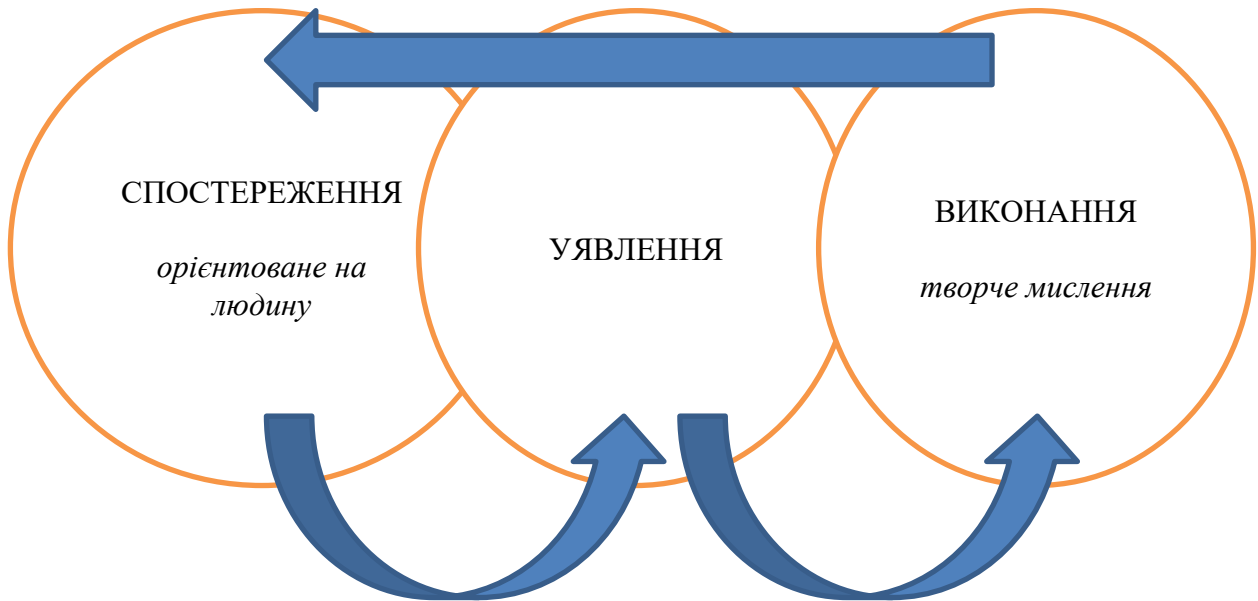 СПОСТЕРЕЖЕННЯ
орієнтоване на
людину
УЯВЛЕННЯ
ВИКОНАННЯ
творче мислення